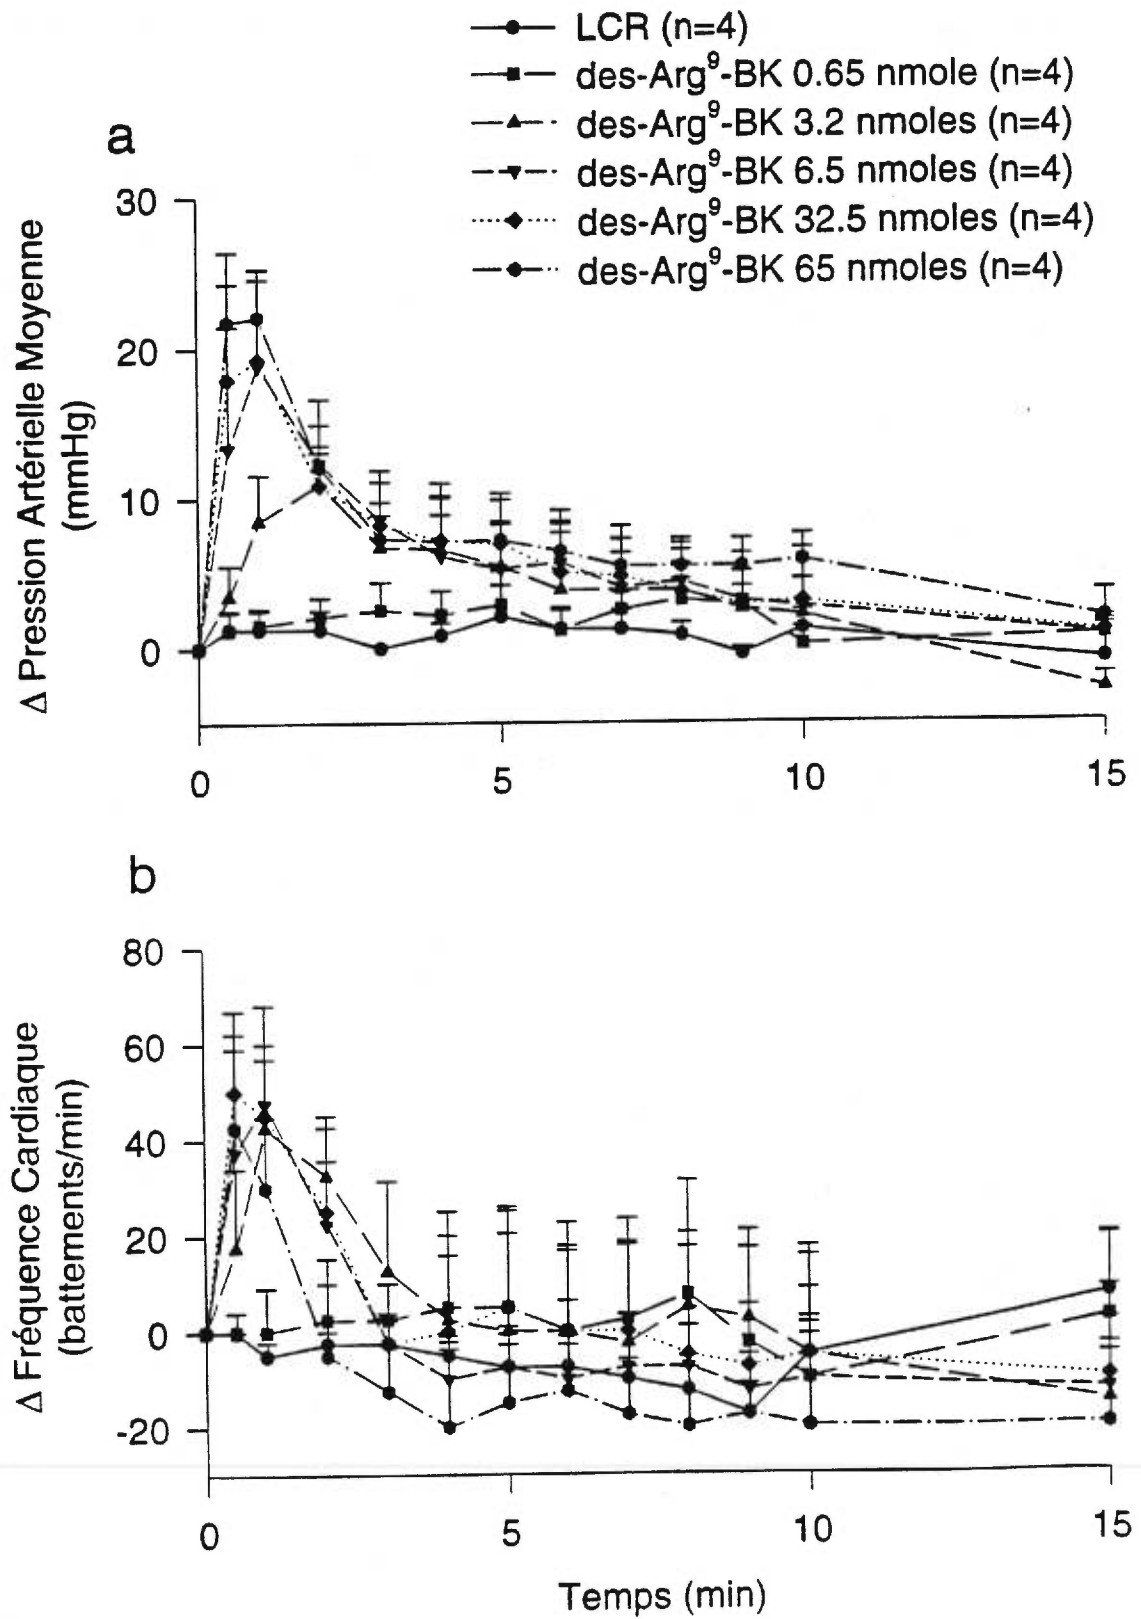 LCR (n=4)
des-Arg⁹-BK 0.65 nmole (n=4)
des-Arg⁹-BK 3.2 nmoles (n=4)
des-Arg⁹-BK 6.5 nmoles (n=4)
des-Arg⁹-BK 32.5 nmoles (n=4)
des-Arg⁹-BK 65 nmoles (n=4)
a
Δ Pression Artérielle Moyenne
(mmHg)
30
20
10
0
0 5 10 15
b
Δ Fréquence Cardiaque
(battements/min)
80
60
40
20
0
-20
0 5 10 15
Temps (min)